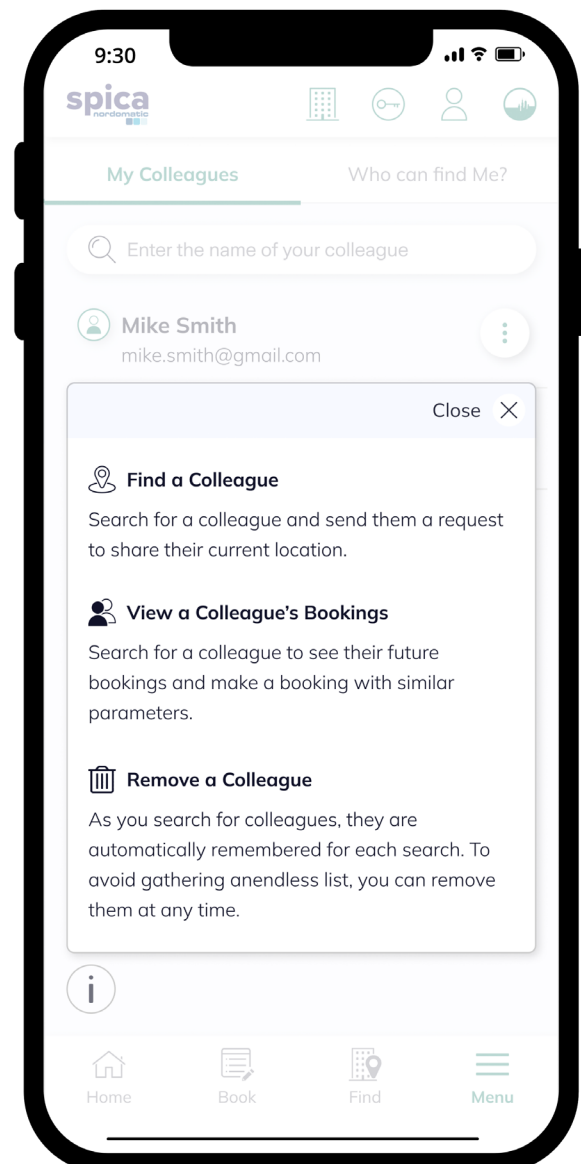 9:30
spica
nordomatic
My Colleagues
Who can find Me?
Enter the name of your colleague
Mike Smith
mike.smith@gmail.com
Close
Find a Colleague
Search for a colleague and send them a request
to share their current location.
View a Colleague's Bookings
Search for a colleague to see their future
bookings and make a booking with similar
parameters.
Remove a Colleague
As you search for colleagues, they are
automatically remembered for each search. To
avoid gathering anendless list, you can remove
them at any time.
i
Home
Book
Find
Menu